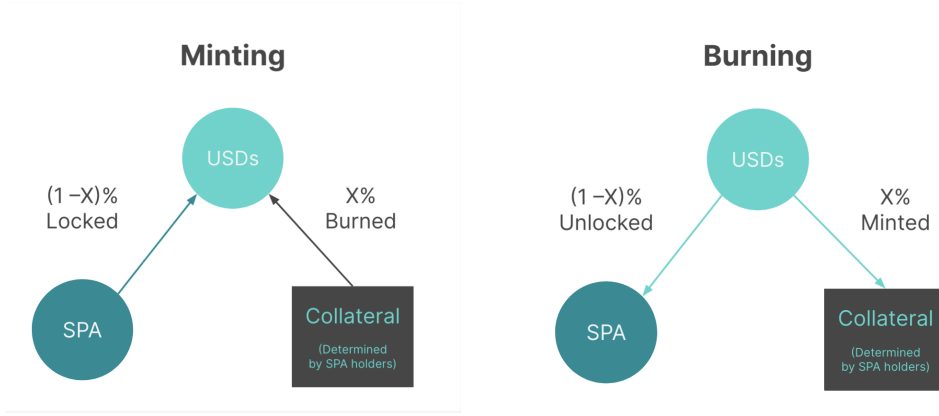 Minting
USDs
(1 –X)%
Locked
X%
Burned
SPA
Collateral
(Determined
by SPA holders)
Burning
USDs
(1 –X)%
Unlocked
X%
Minted
SPA
Collateral
(Determined
by SPA holders)